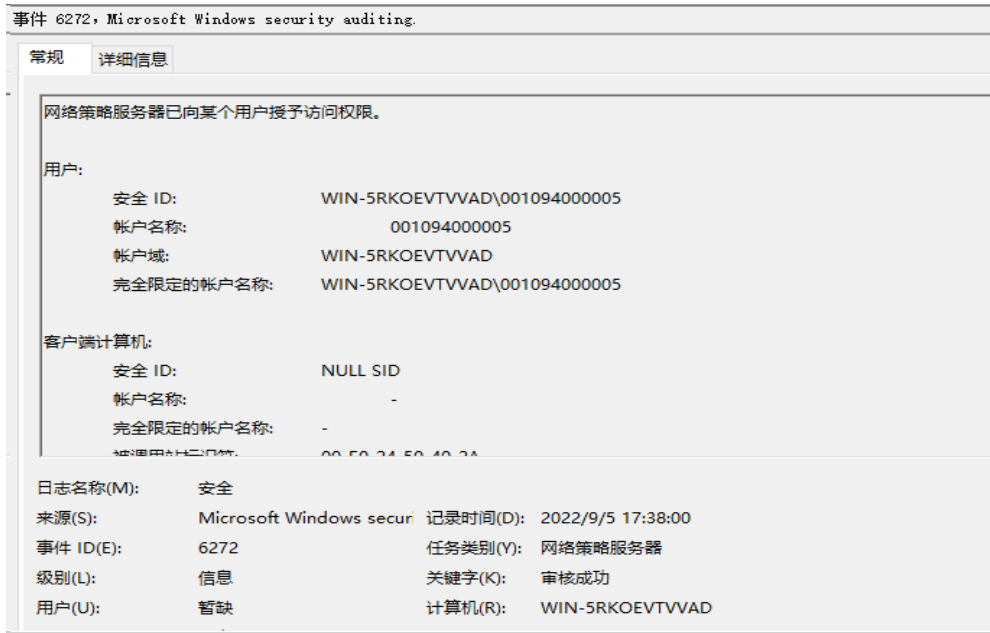 事件 6272，Microsoft Windows security auditing.
常规 详细信息
网络策略服务器已向某个用户授予访问权限。
用户:
安全 ID: WIN-5RKOEVTVVAD\001094000005
帐户名称: 001094000005
帐户域: WIN-5RKOEVTVVAD
完全限定的帐户名称: WIN-5RKOEVTVVAD\001094000005
客户端计算机:
安全 ID: NULL SID
帐户名称: -
完全限定的帐户名称: -
日志名称(M): 安全
来源(S): Microsoft Windows securi 记录时间(D): 2022/9/5 17:38:00
事件 ID(E): 6272 任务类别(Y): 网络策略服务器
级别(L): 信息 关键字(K): 审核成功
用户(U): 暂缺 计算机(R): WIN-5RKOEVTVVAD